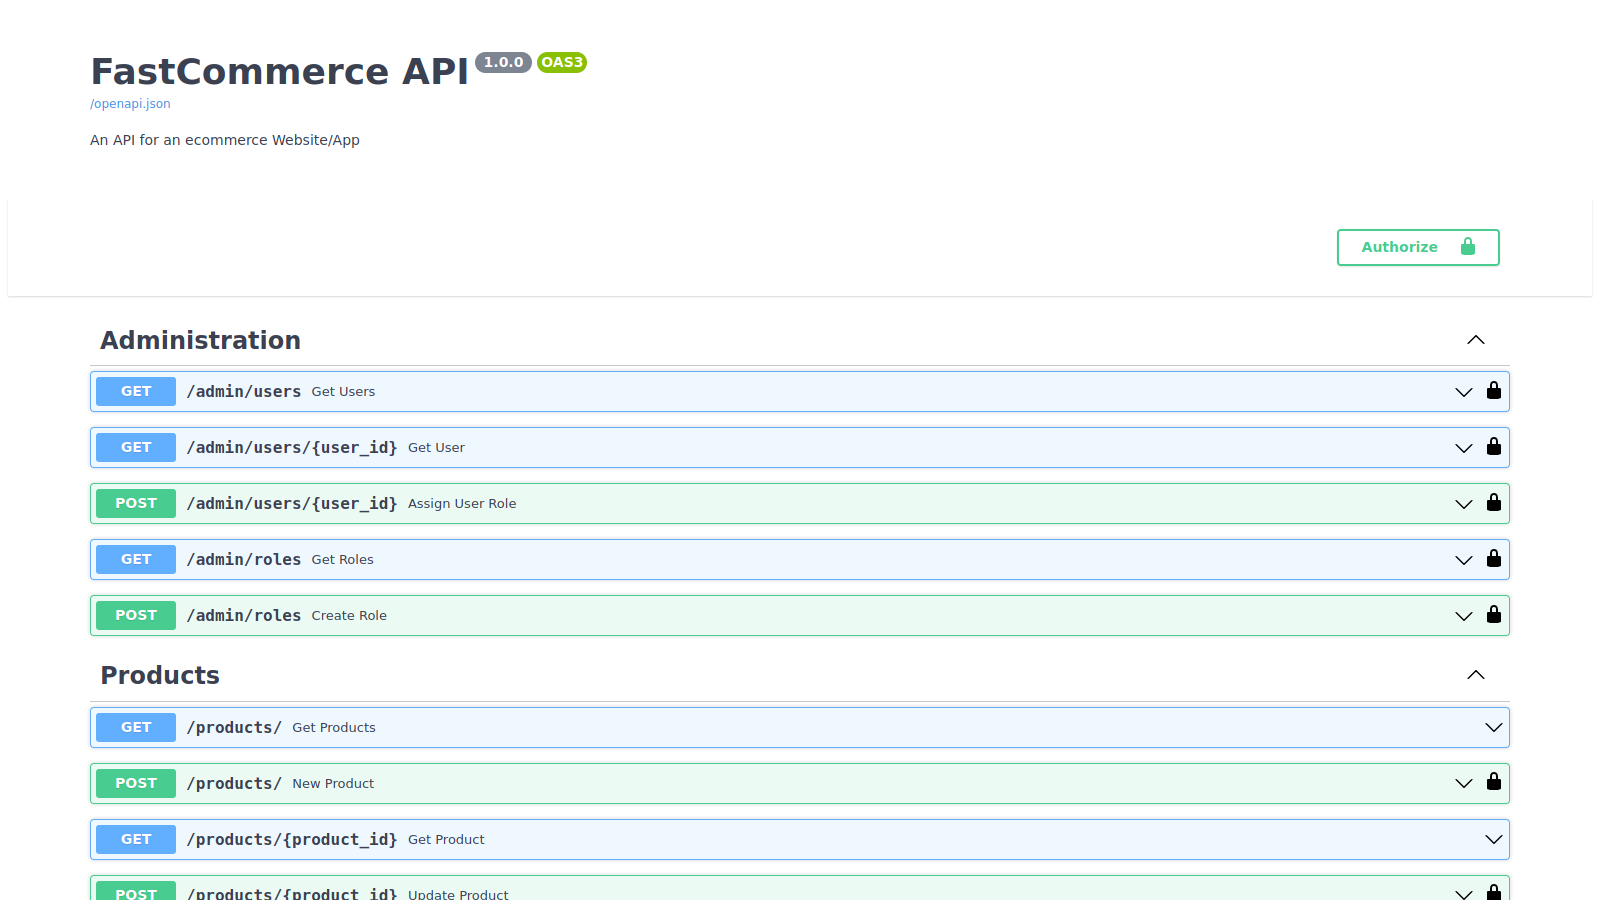 FastCommerce API 1.0.0 OAS3
/openapi.json
An API for an ecommerce Website/App
Authorize
Administration
GET /admin/users Get Users
GET /admin/users/{user_id} Get User
POST /admin/users/{user_id} Assign User Role
GET /admin/roles Get Roles
POST /admin/roles Create Role
Products
GET /products/ Get Products
POST /products/ New Product
GET /products/{product_id} Get Product
POST /products/{product_id} Update Product